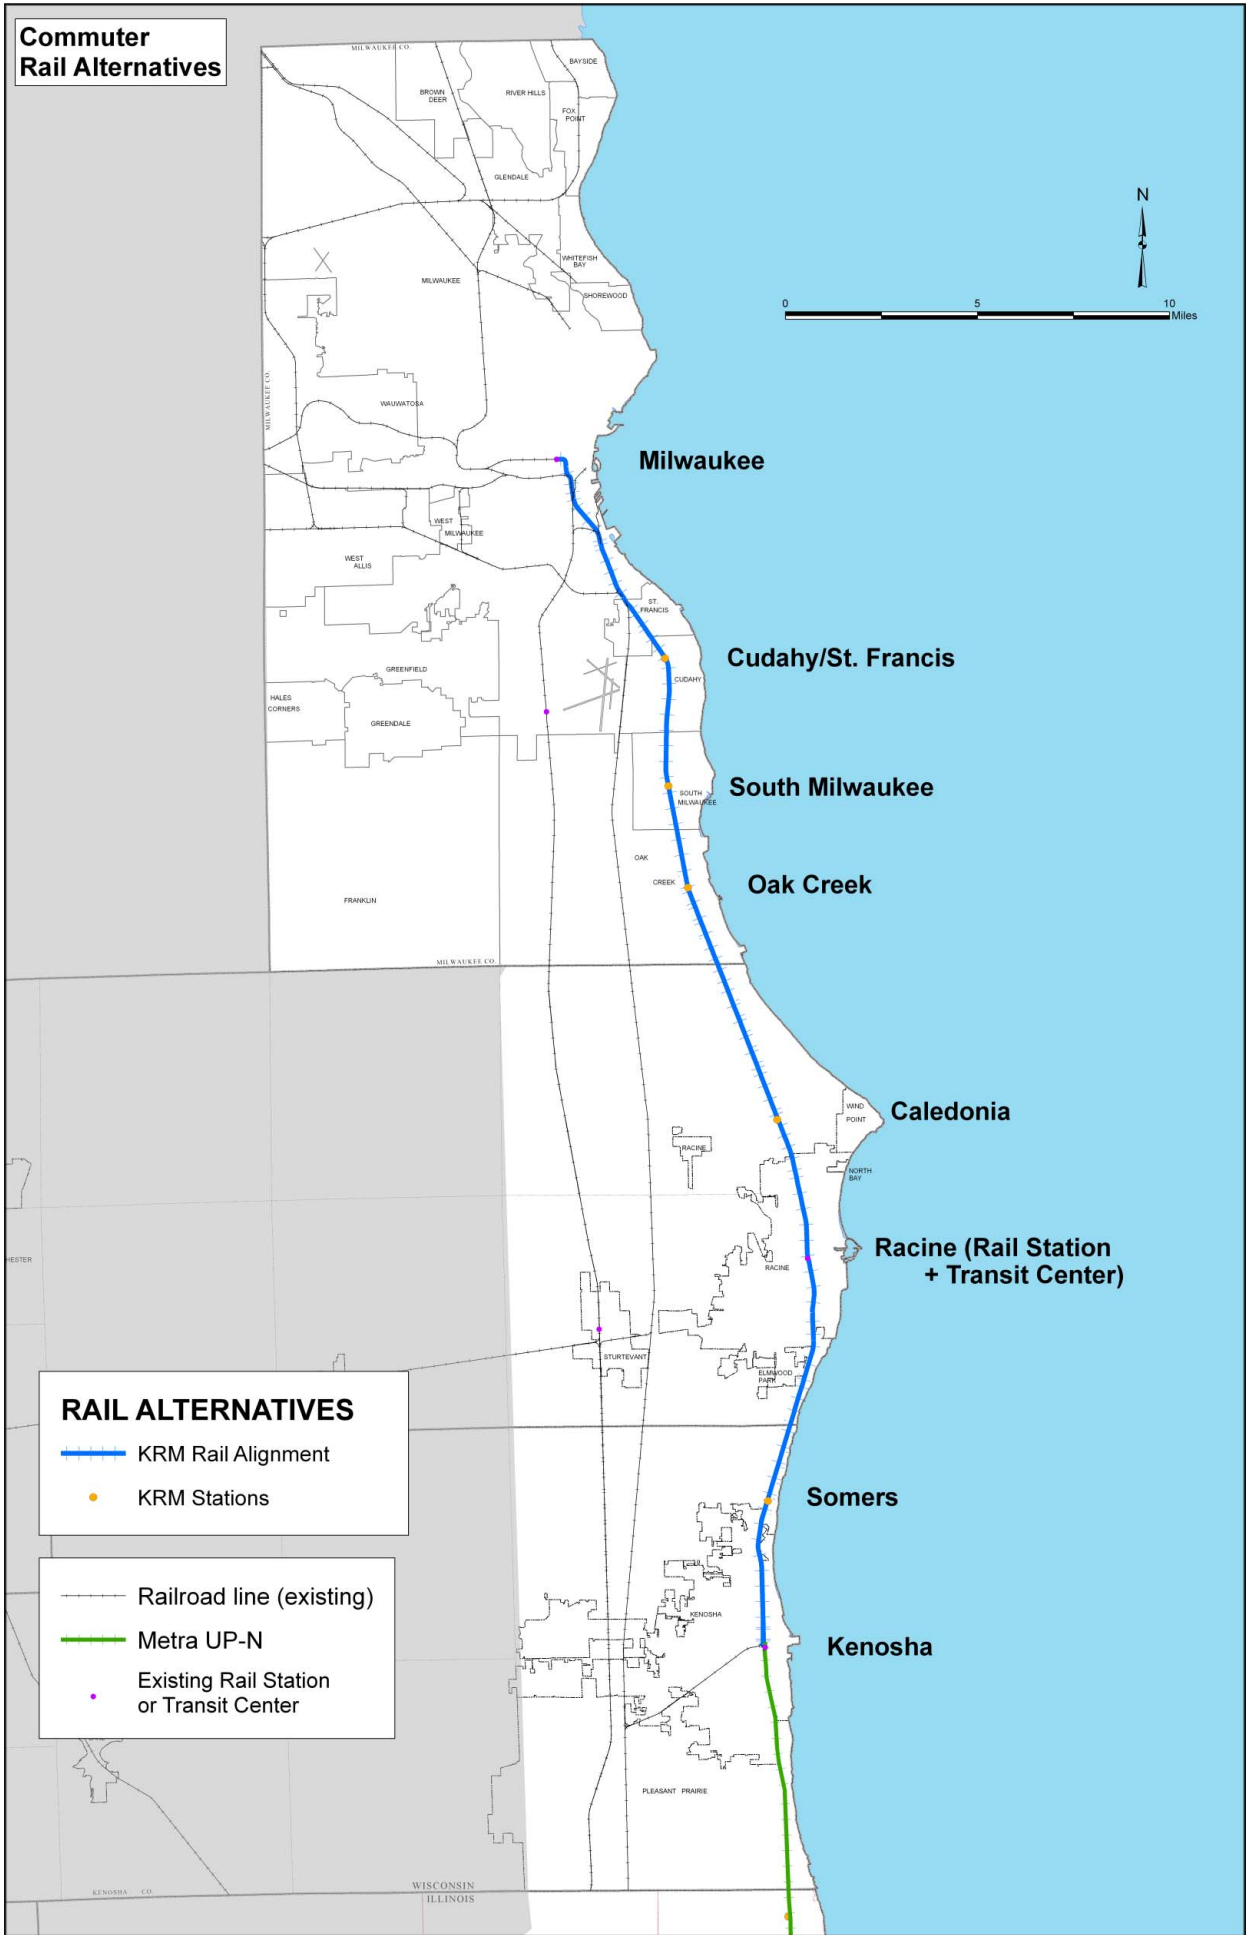 Commuter
Rail Alternatives
MILWAUKEE CO.
BAYSIDE
BROWN
DEER
RIVER HILLS
FOX
POINT
GLENDALE
N
WHITEFISH
BAY
MILWAUKEE
SHOREWOOD
0 5 10
Miles
MILWAUKEE CO.
WAUWATOSA
Milwaukee
WEST
MILWAUKEE
WEST
ALLIS
ST.
FRANCIS
Cudahy/St. Francis
GREENFIELD
CUDAHY
HALES
CORNERS
GREENDALE
South Milwaukee
SOUTH
MILWAUKEE
OAK
CREEK
Oak Creek
FRANKLIN
MILWAUKEE CO.
WIND
POINT
Caledonia
RACINE
NORTH
BAY
Racine (Rail Station
+ Transit Center)
HESTER
RACINE
STURTEVANT
ELMWOOD
PARK
RAIL ALTERNATIVES
KRM Rail Alignment
KRM Stations
Somers
Railroad line (existing)
Metra UP-N
Existing Rail Station
or Transit Center
KENOSHA
Kenosha
PLEASANT PRAIRIE
WISCONSIN
ILLINOIS
KENOSHA CO.